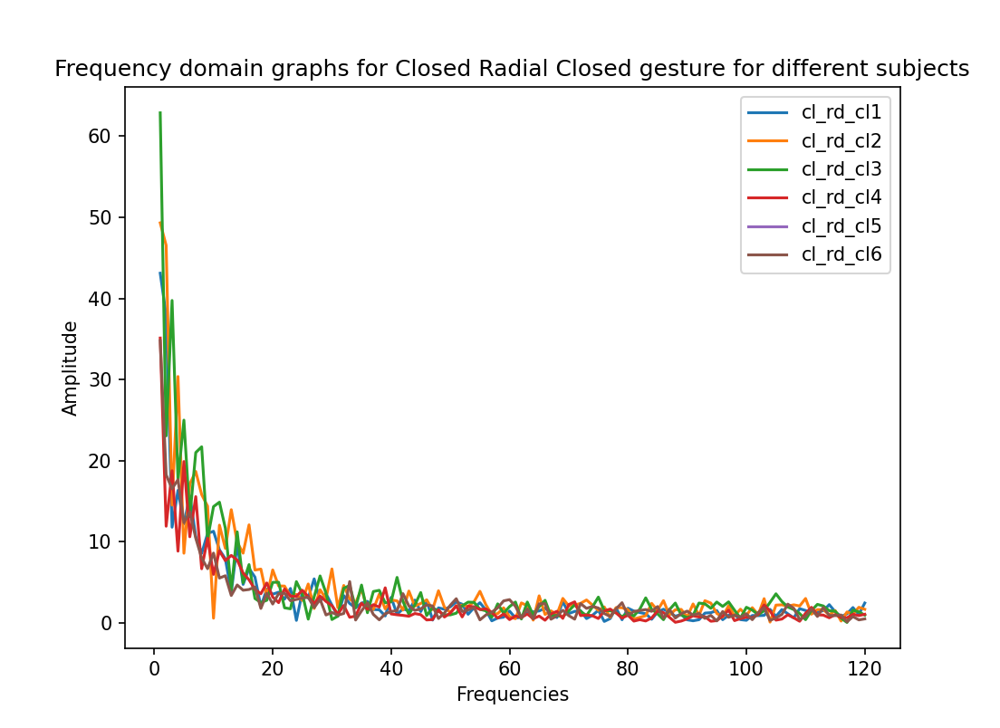 Frequency domain graphs for Closed Radial Closed gesture for different subjects
cl_rd_cl1
cl_rd_cl2
cl_rd_cl3
cl_rd_cl4
cl_rd_cl5
cl_rd_cl6
60
50
40
30
20
10
0
Amplitude
0 20 40 60 80 100 120
Frequencies